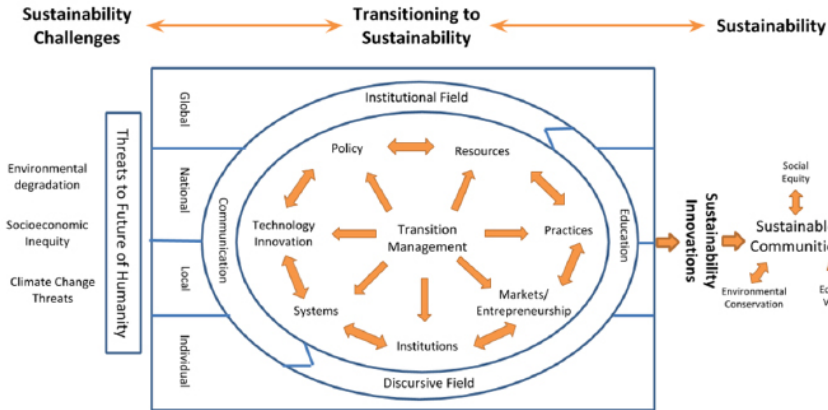 Sustainability
Challenges
Transitioning to
Sustainability
Sustainability
Threats to Future of Humanity
Environmental
degradation
Socioeconomic
Inequity
Climate Change
Threats
Global
National
Local
Individual
Institutional Field
Communication
Education
Discursive Field
Policy
Resources
Technology
Innovation
Transition
Management
Practices
Systems
Markets/
Entrepreneurship
Institutions
Sustainability
Innovations
Social
Equity
Sustainable
Communitie
Environmental
Conservation